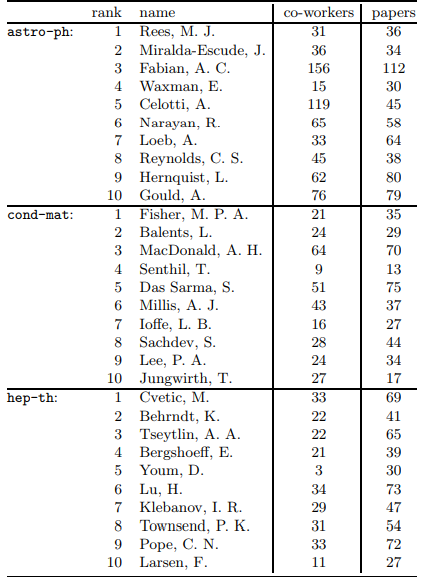 rank name co-workers papers
astro-ph: 1 Rees, M. J. 31 36
2 Miralda-Escude, J. 36 34
3 Fabian, A. C. 156 112
4 Waxman, E. 15 30
5 Celotti, A. 119 45
6 Narayan, R. 65 58
7 Loeb, A. 33 64
8 Reynolds, C. S. 45 38
9 Hernquist, L. 62 80
10 Gould, A. 76 79
cond-mat: 1 Fisher, M. P. A. 21 35
2 Balents, L. 24 29
3 MacDonald, A. H. 64 70
4 Senthil, T. 9 13
5 Das Sarma, S. 51 75
6 Millis, A. J. 43 37
7 Ioffe, L. B. 16 27
8 Sachdev, S. 28 44
9 Lee, P. A. 24 34
10 Jungwirth, T. 27 17
hep-th: 1 Cvetic, M. 33 69
2 Behrndt, K. 22 41
3 Tseytlin, A. A. 22 65
4 Bergshoeff, E. 21 39
5 Youm, D. 3 30
6 Lu, H. 34 73
7 Klebanov, I. R. 29 47
8 Townsend, P. K. 31 54
9 Pope, C. N. 33 72
10 Larsen, F. 11 27